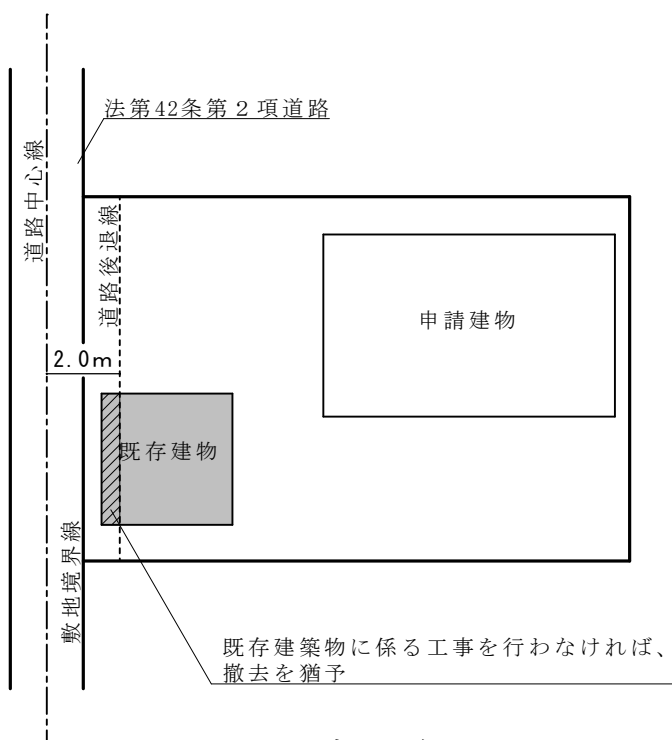 法第42条第２項道路
道路中心線
道路後退線
申請建物
2.0m
既存建物
敷地境界線
既存建築物に係る工事を行わなければ、
撤去を猶予